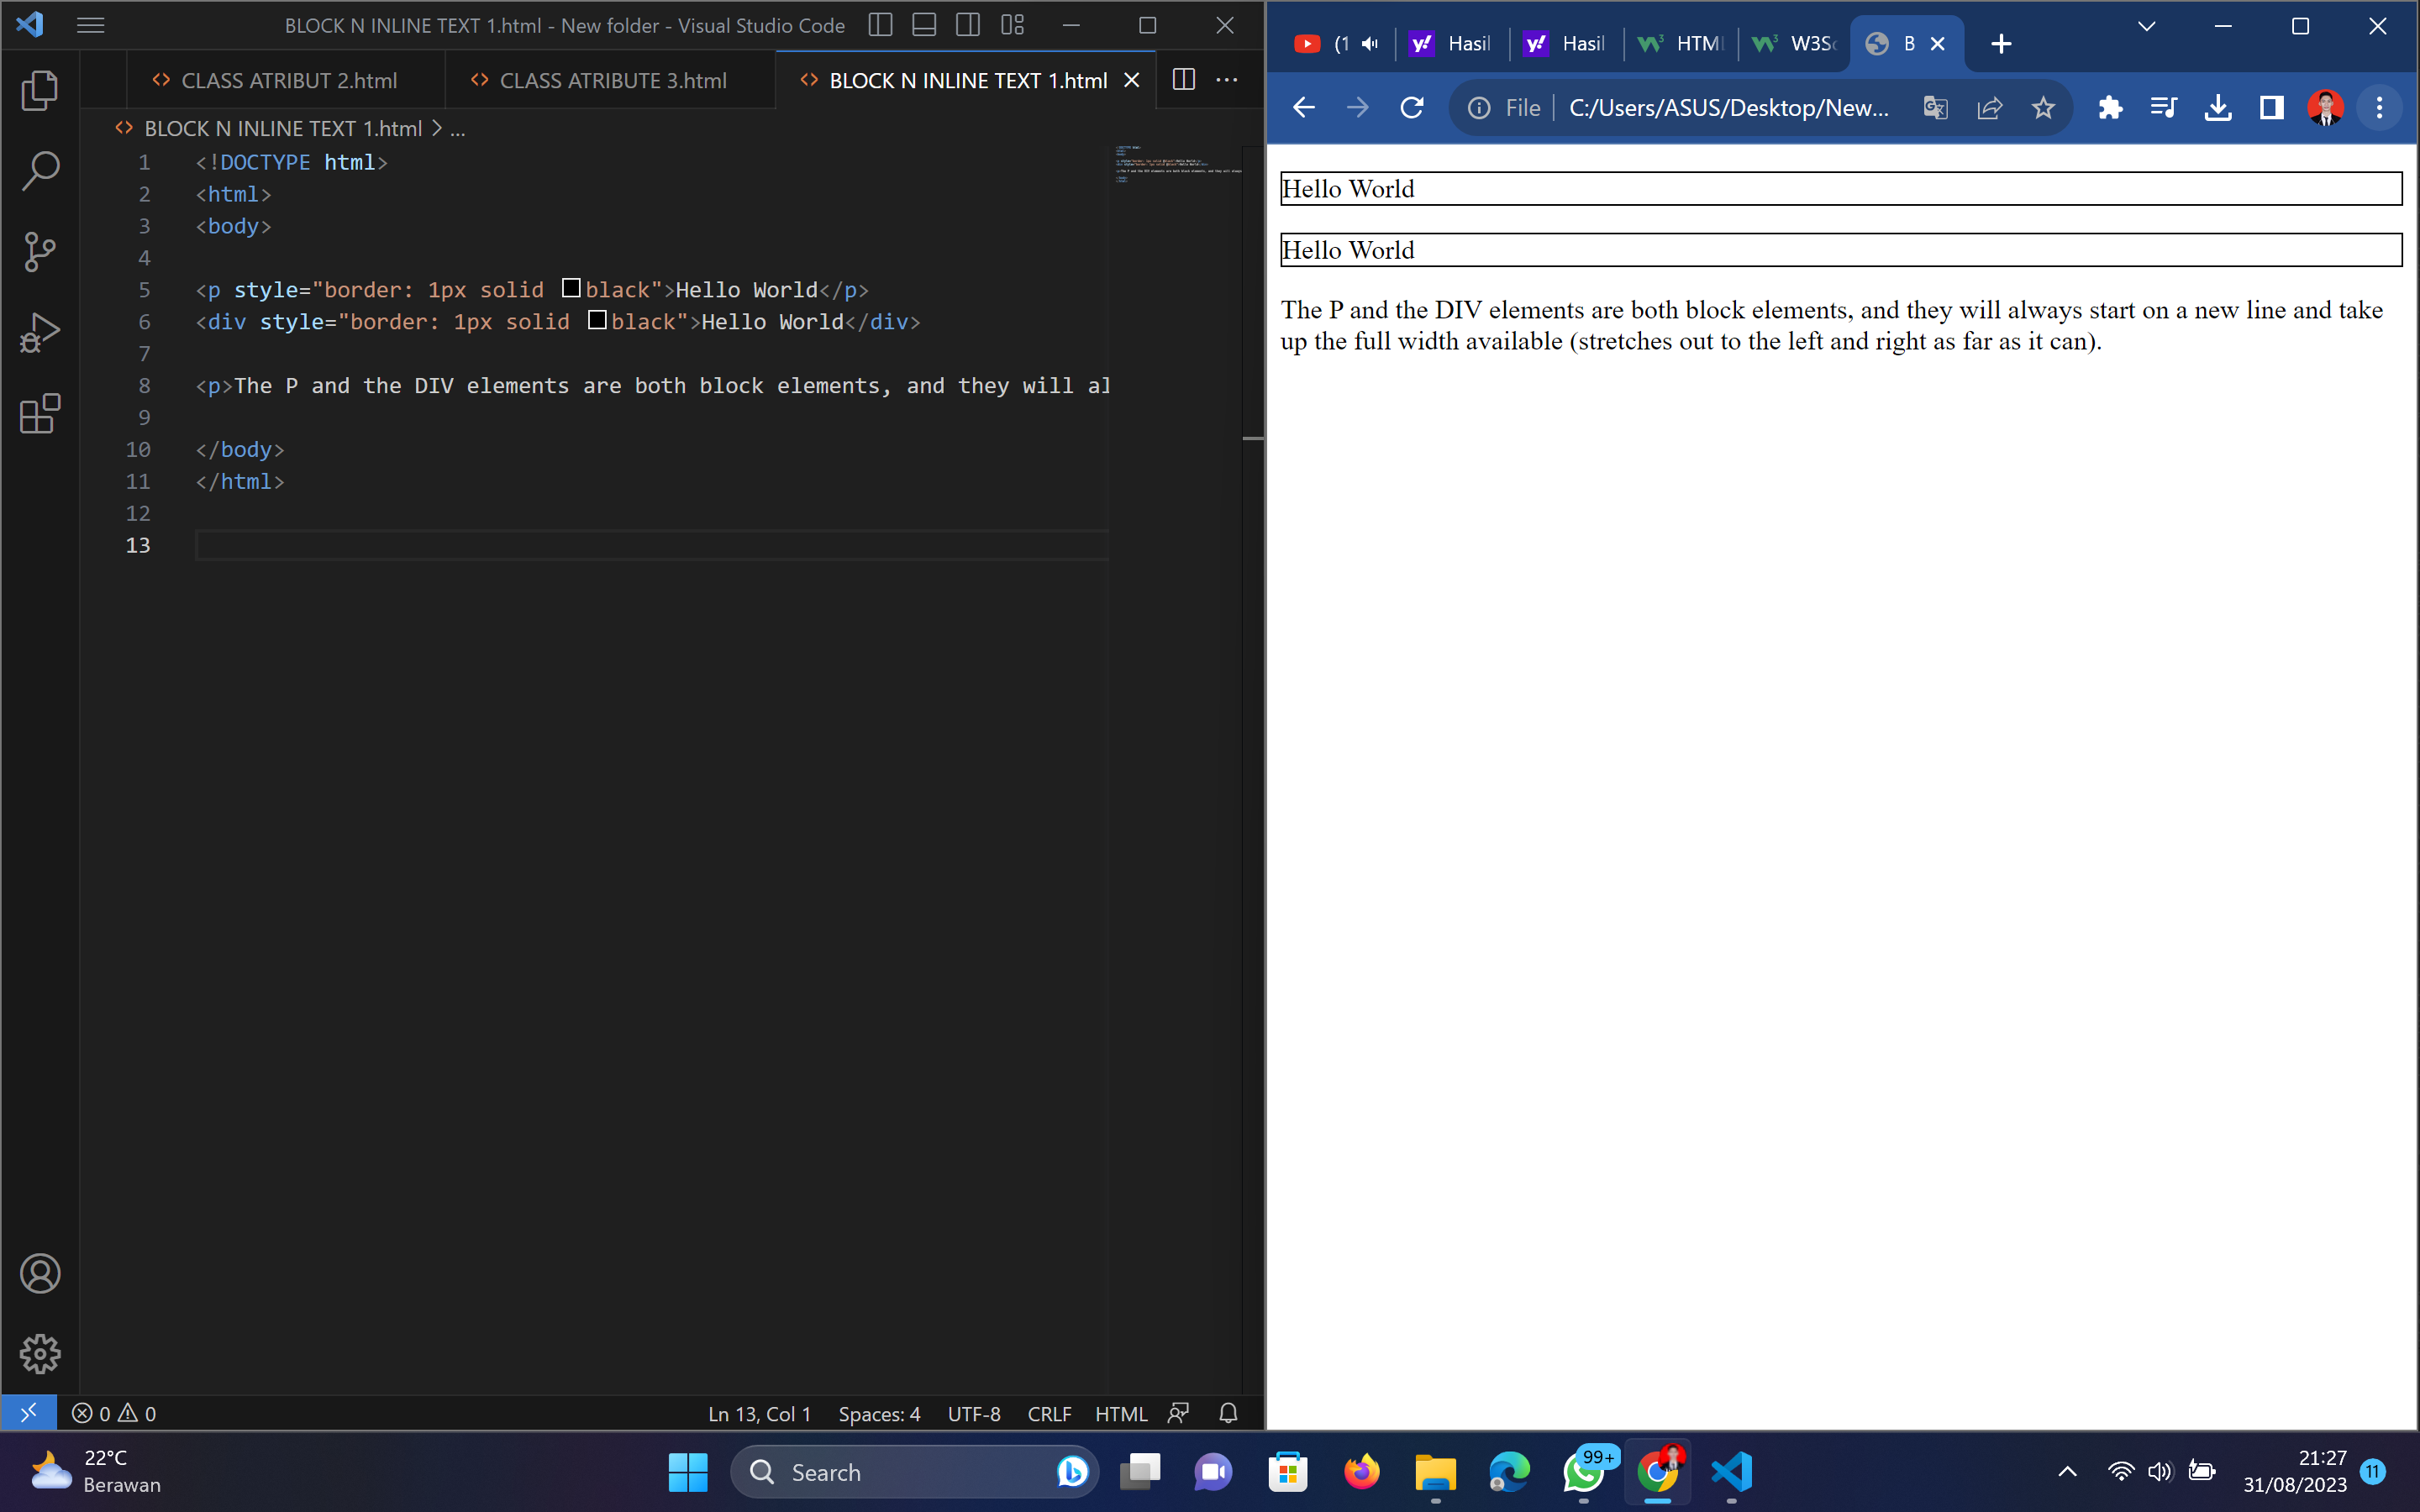 BLOCK N INLINE TEXT 1.html - New folder - Visual Studio Code
CLASS ATRIBUT 2.html
CLASS ATRIBUTE 3.html
BLOCK N INLINE TEXT 1.html
BLOCK N INLINE TEXT 1.html > ...
1 <!DOCTYPE html>
2 <html>
3 <body>
4
5 <p style="border: 1px solid black">Hello World</p>
6 <div style="border: 1px solid black">Hello World</div>
7
8 <p>The P and the DIV elements are both block elements, and they will al
9
10 </body>
11 </html>
12
13
0 0
Ln 13, Col 1
Spaces: 4
UTF-8
CRLF
HTML
(1
Hasil
Hasil
HTML
W3Sc
B
File
C:/Users/ASUS/Desktop/New...
Hello World
Hello World
The P and the DIV elements are both block elements, and they will always start on a new line and take
up the full width available (stretches out to the left and right as far as it can).
22°C
Berawan
Search
99+
21:27
31/08/2023
11